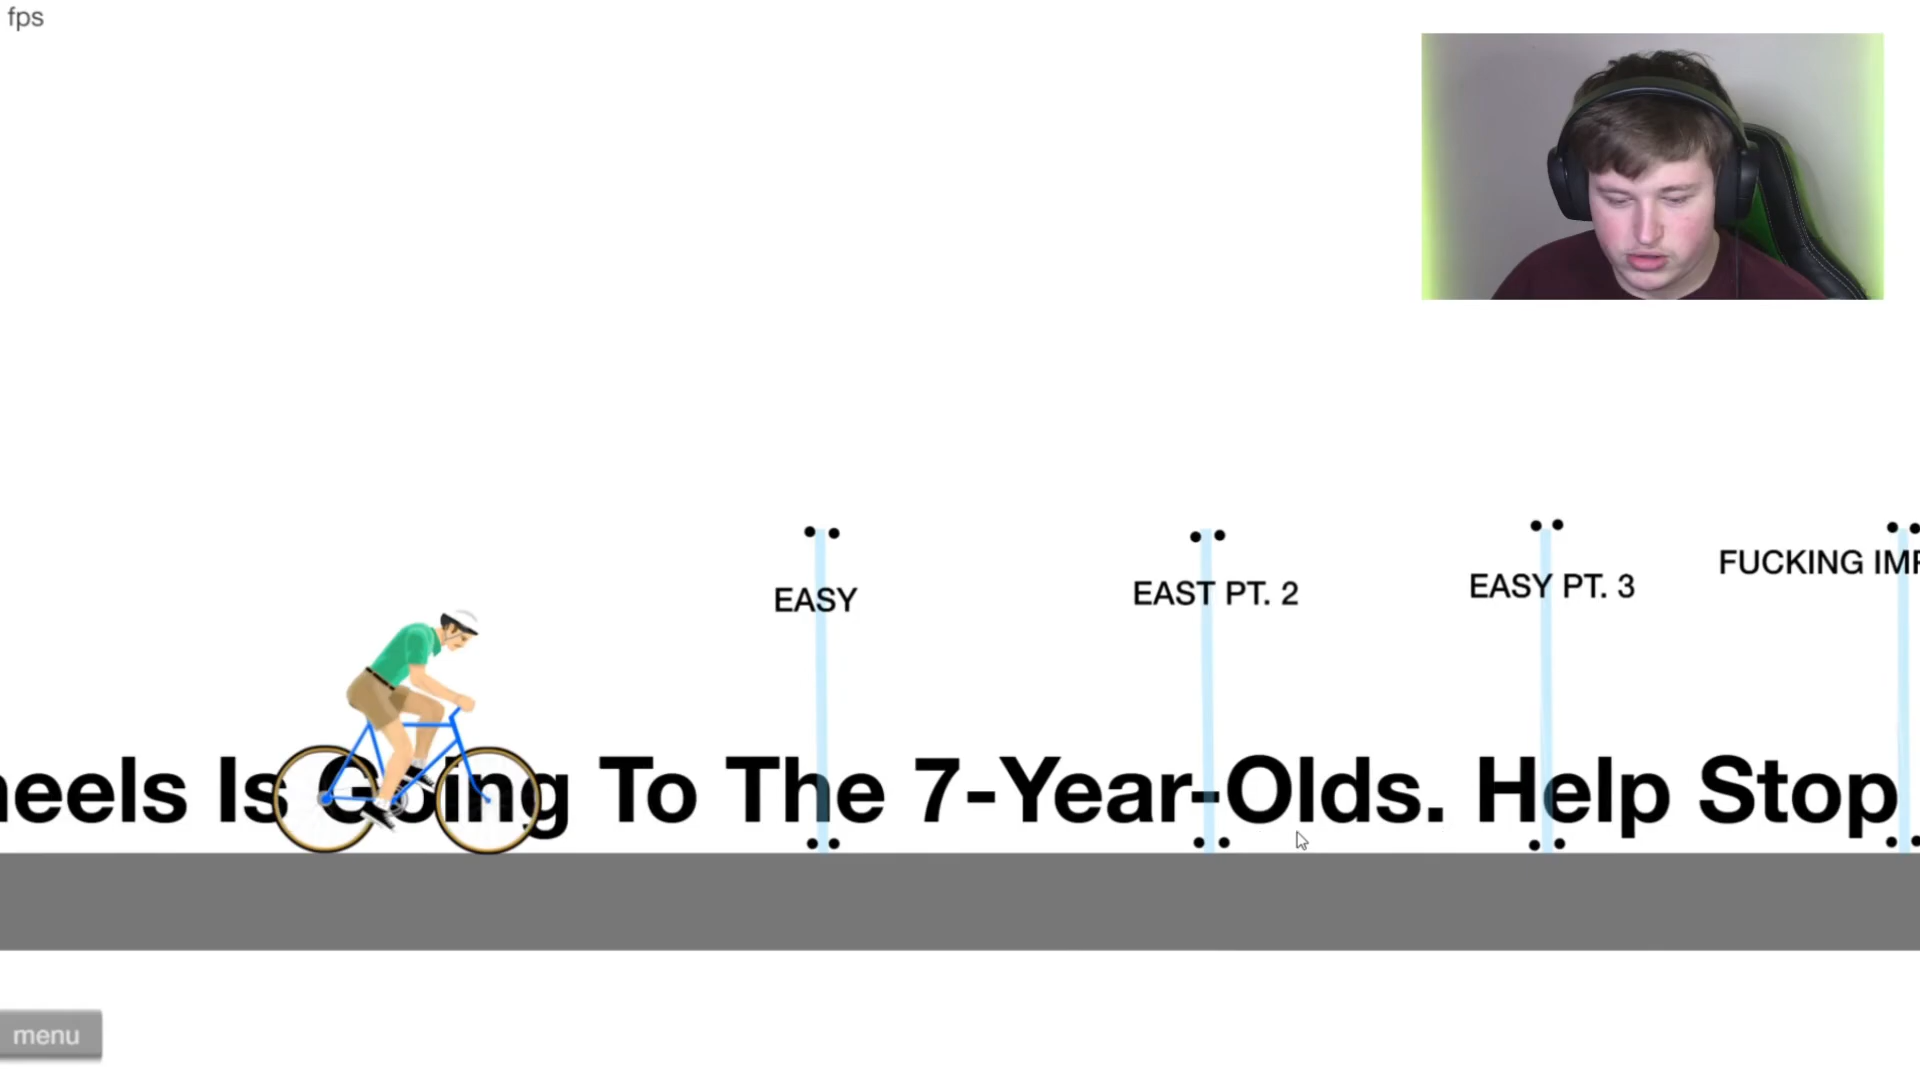 fps
EASY
EAST PT. 2
EASY PT. 3
FUCKING IMP
heels Is Going To The 7-Year-Olds. Help Stop
menu